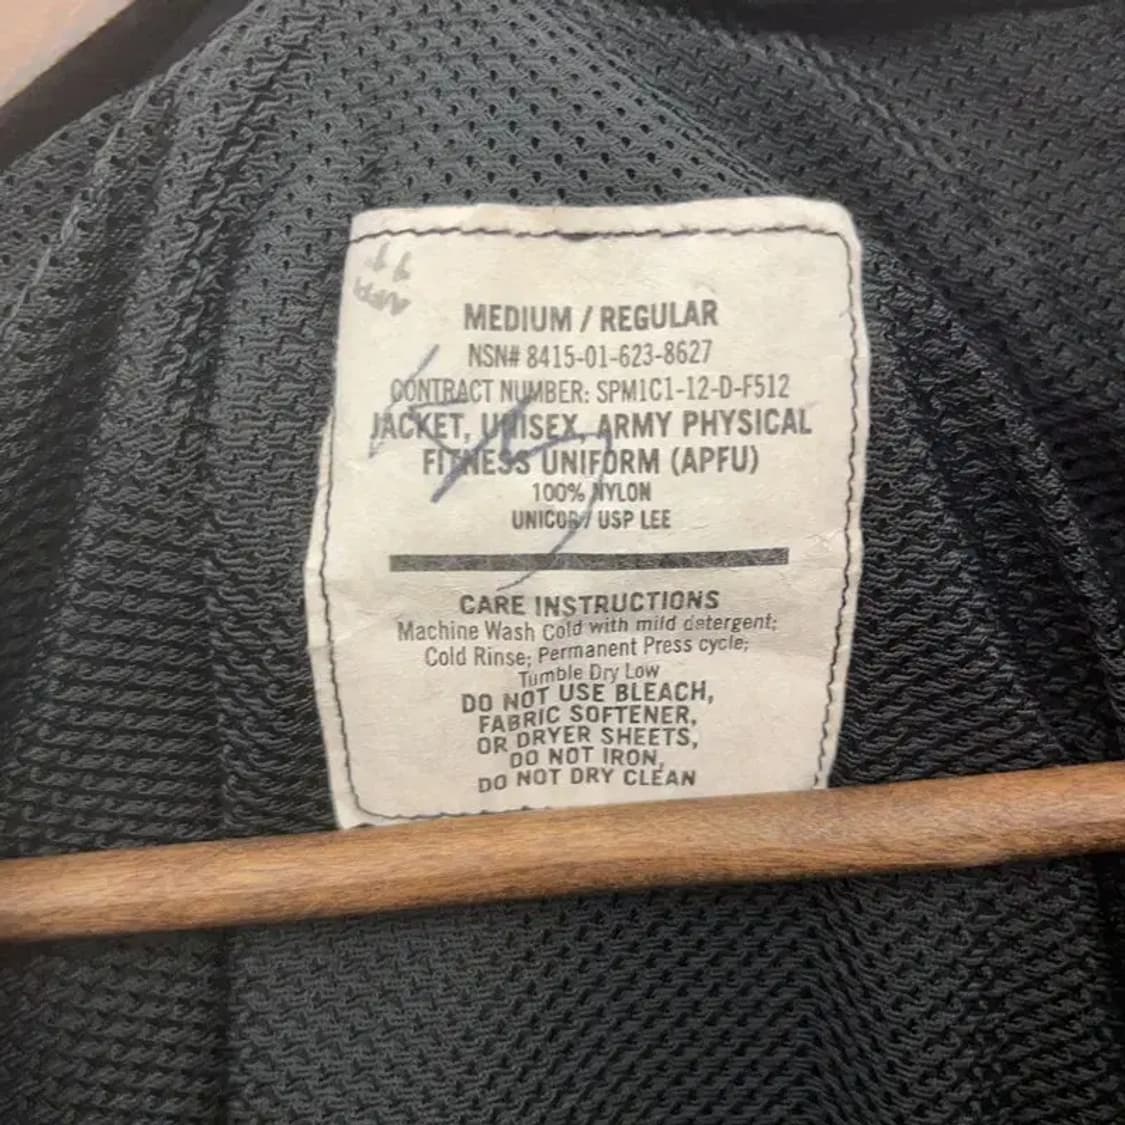 MEDIUM / REGULAR
NSN# 8415-01-623-8627
CONTRACT NUMBER: SPM1C1-12-D-F512
JACKET, UNISEX, ARMY PHYSICAL
FITNESS UNIFORM (APFU)
100% NYLON
UNICOR/ USP LEE
CARE INSTRUCTIONS
Machine Wash Cold with mild detergent;
Cold Rinse; Permanent Press cycle;
Tumble Dry Low
DO NOT USE BLEACH,
FABRIC SOFTENER,
OR DRYER SHEETS,
DO NOT IRON,
DO NOT DRY CLEAN